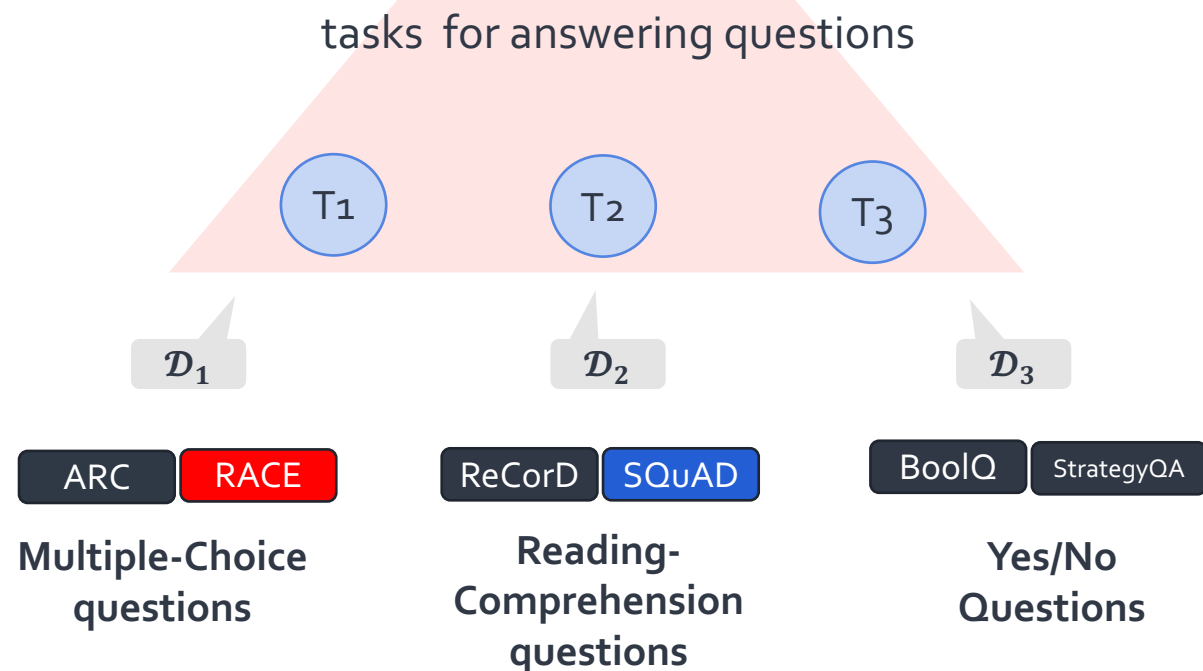 tasks for answering questions
T1
T2
T3
𝒟₁
𝒟₂
𝒟₃
ARC
RACE
ReCorD
SQuAD
BoolQ
StrategyQA
Multiple-Choice
questions
Reading-
Comprehension
questions
Yes/No
Questions